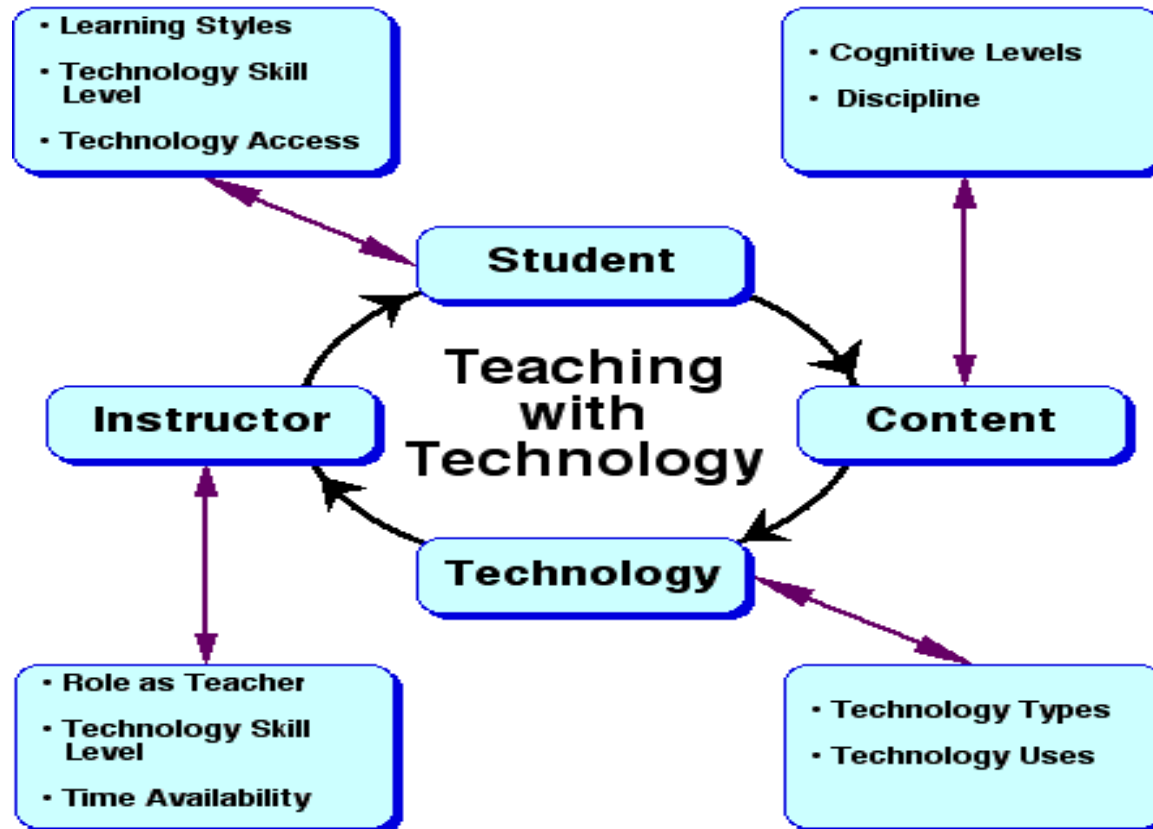 • Learning Styles
• Technology Skill
Level
• Technology Access
• Cognitive Levels
• Discipline
Student
Teaching
with
Technology
Instructor
Content
Technology
• Role as Teacher
• Technology Skill
Level
• Time Availability
• Technology Types
• Technology Uses